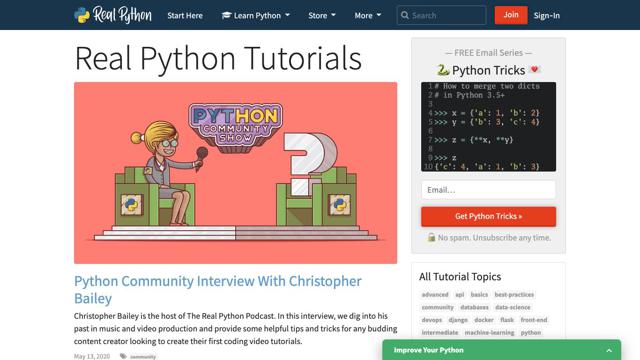 Real Python
Start Here
Learn Python
Store
More
Search
Join
Sign-In
Real Python Tutorials
PYTHON
COMMUNITY
SHOW
Python Community Interview With Christopher
Bailey
Christopher Bailey is the host of The Real Python Podcast. In this interview, we dig into his
past in music and video production and provide some helpful tips and tricks for any budding
content creator looking to create their first coding video tutorials.
May 13, 2020 community
— FREE Email Series —
🐍 Python Tricks 💌
1 # How to merge two dicts
2 # in Python 3.5+
3
4 >>> x = {'a': 1, 'b': 2}
5 >>> y = {'b': 3, 'c': 4}
6
7 >>> z = {**x, **y}
8
9 >>> z
10 {'c': 4, 'a': 1, 'b': 3}
Email…
Get Python Tricks »
🔒 No spam. Unsubscribe any time.
All Tutorial Topics
advanced api basics best-practices
community databases data-science
devops django docker flask front-end
intermediate machine-learning python
Improve Your Python